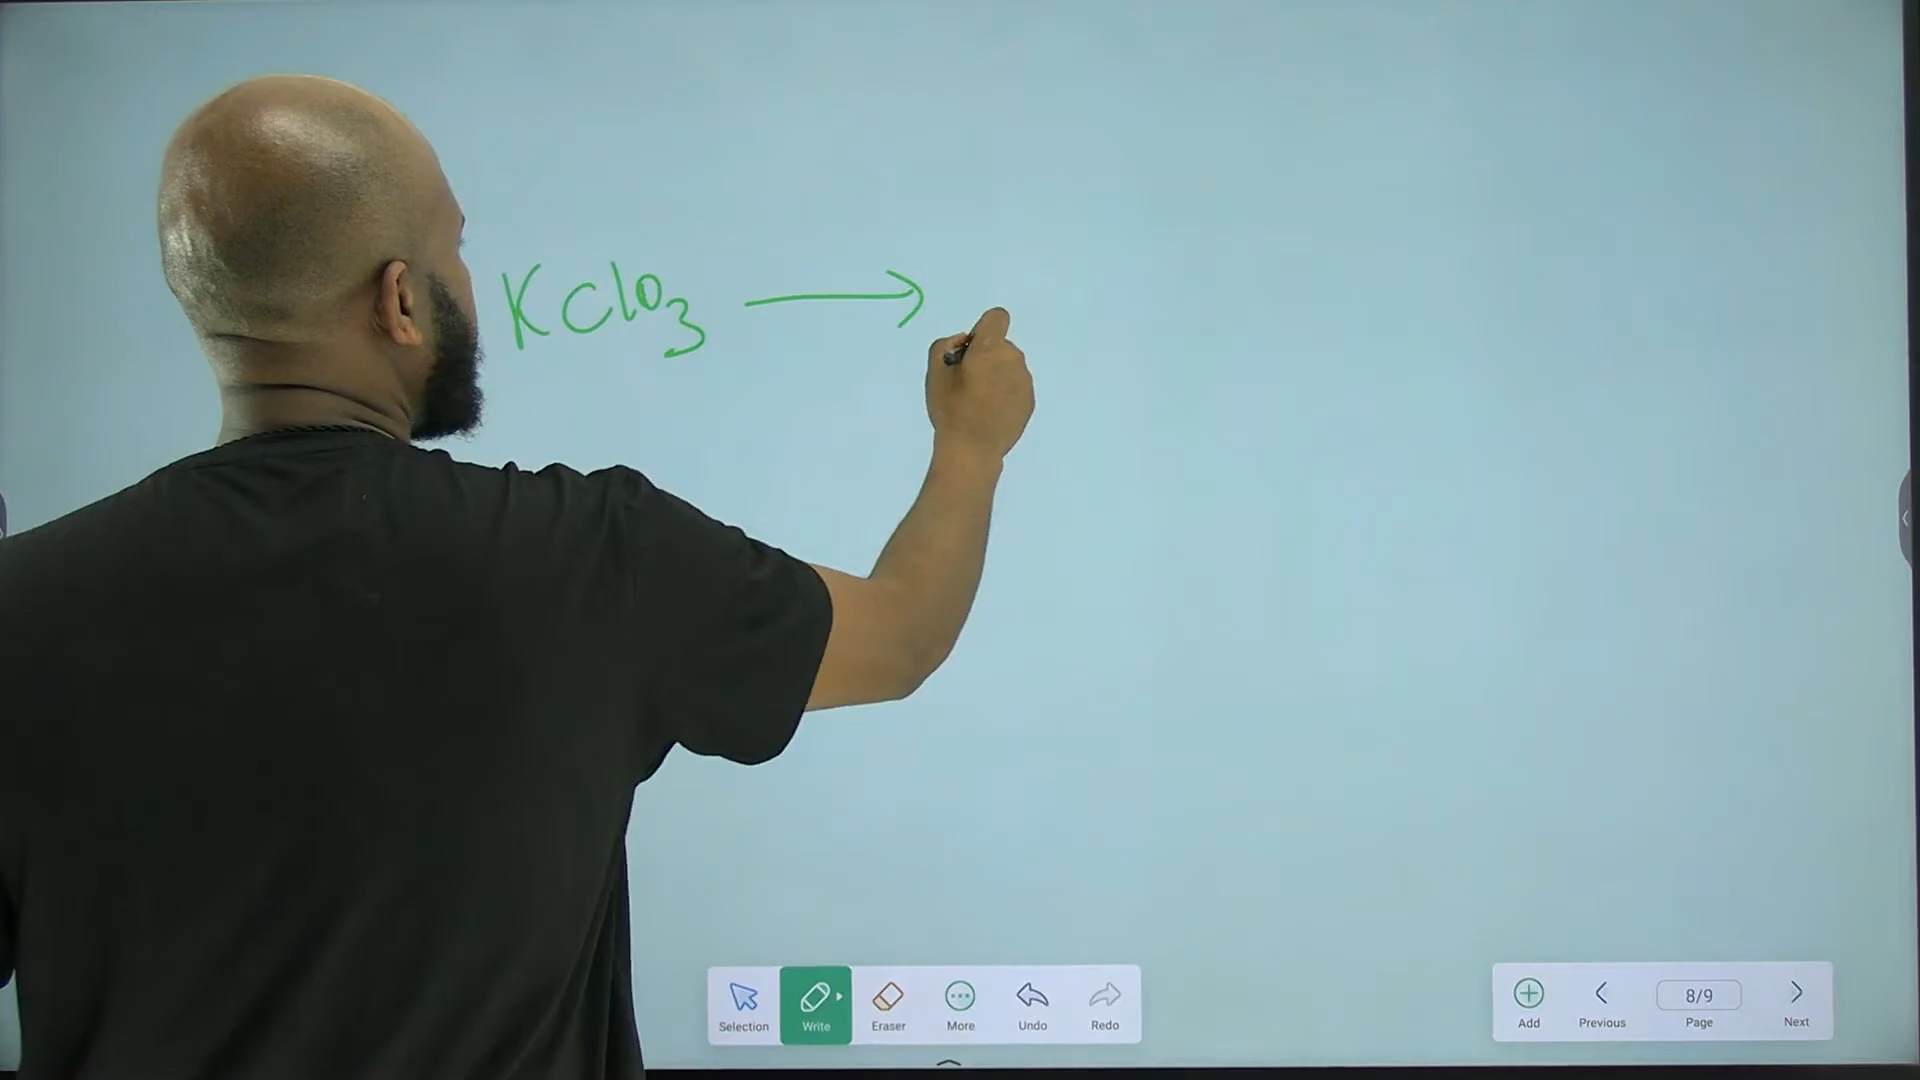 KClO₃ →
Selection Write Eraser More Undo Redo
Add Previous 8/9 Page Next